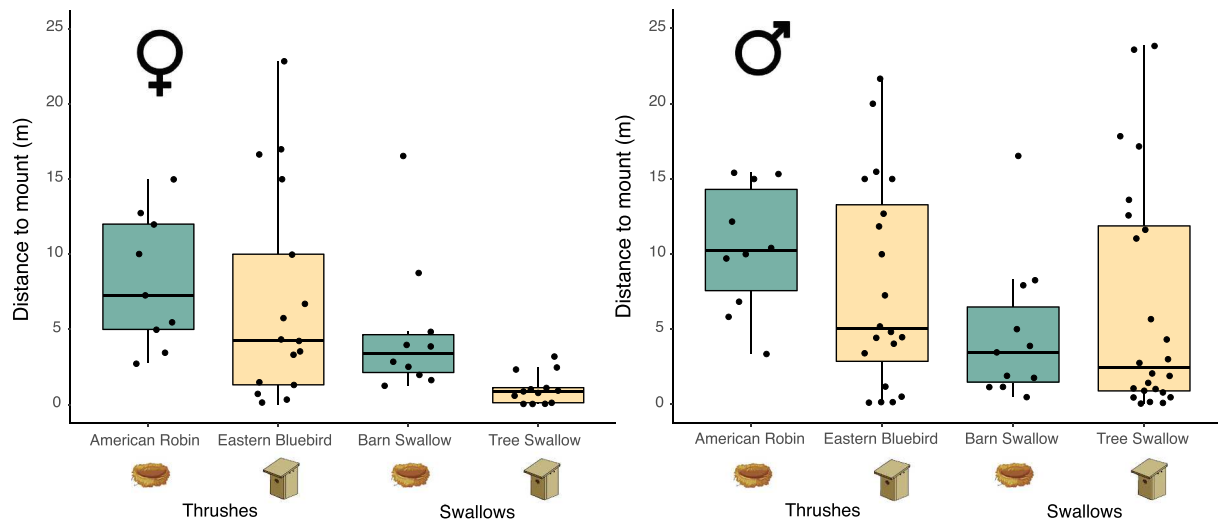 Distance to mount (m)
25
20
15
10
5
0
American Robin
Eastern Bluebird
Barn Swallow
Tree Swallow
Thrushes
Swallows
Distance to mount (m)
25
20
15
10
5
0
American Robin
Eastern Bluebird
Barn Swallow
Tree Swallow
Thrushes
Swallows